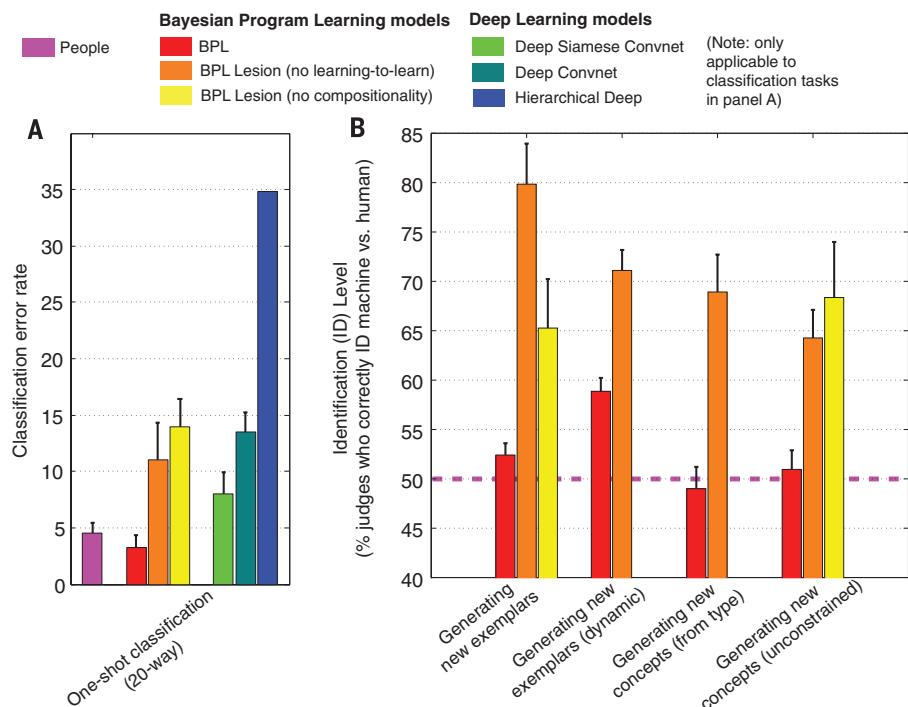 Bayesian Program Learning models
Deep Learning models
People
BPL
BPL Lesion (no learning-to-learn)
BPL Lesion (no compositionality)
Deep Siamese Convnet
Deep Convnet
Hierarchical Deep
(Note: only
applicable to
classification tasks
in panel A)
A
Classification error rate
35
30
25
20
15
10
5
0
One-shot classification
(20-way)
B
Identification (ID) Level
(% judges who correctly ID machine vs. human)
85
80
75
70
65
60
55
50
45
40
Generating
new exemplars
Generating new
exemplars (dynamic)
Generating new
concepts (from type)
Generating new
concepts (unconstrained)